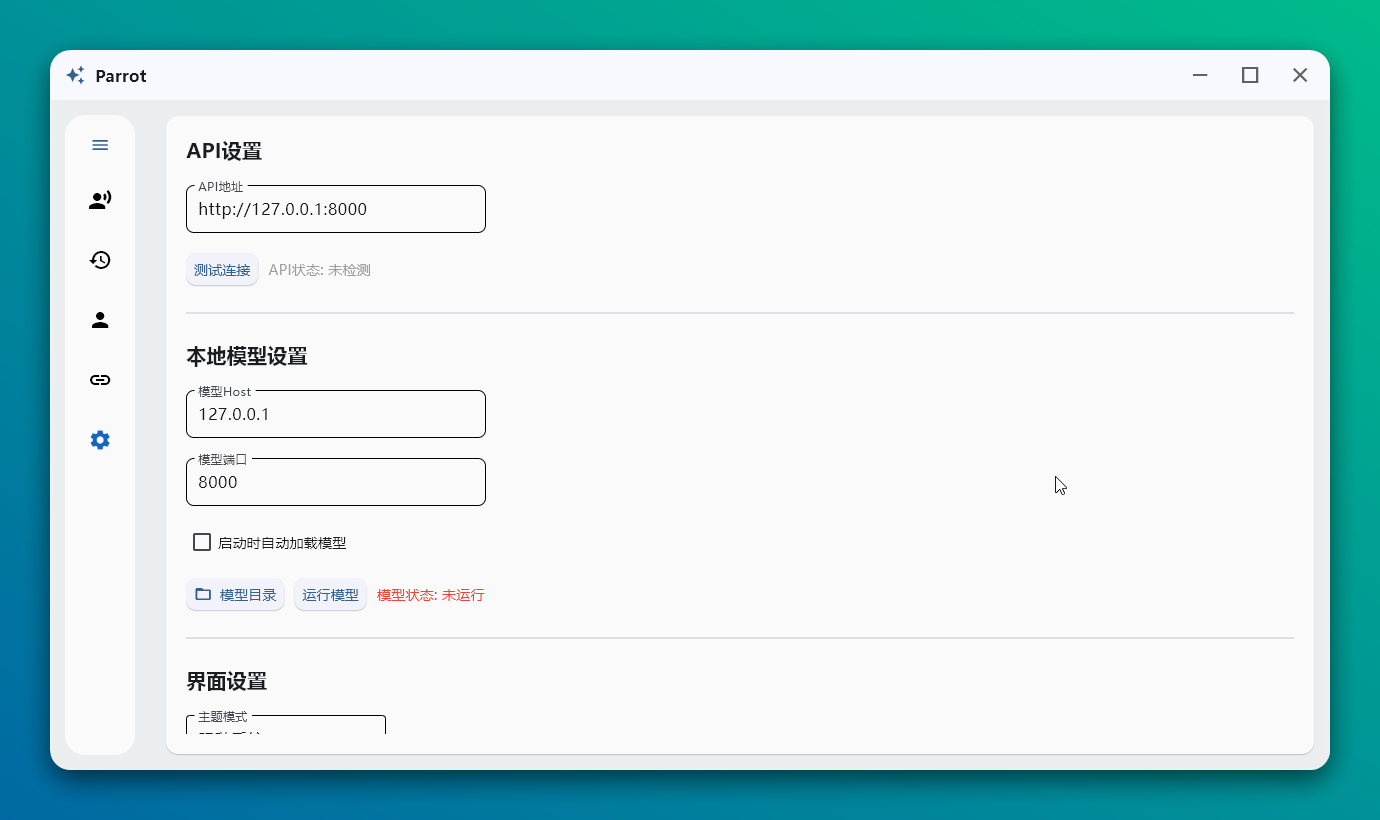 Parrot
API设置
API地址
http://127.0.0.1:8000
测试连接 API状态: 未检测
本地模型设置
模型Host
127.0.0.1
模型端口
8000
启动时自动加载模型
模型目录 运行模型 模型状态: 未运行
界面设置
主题模式